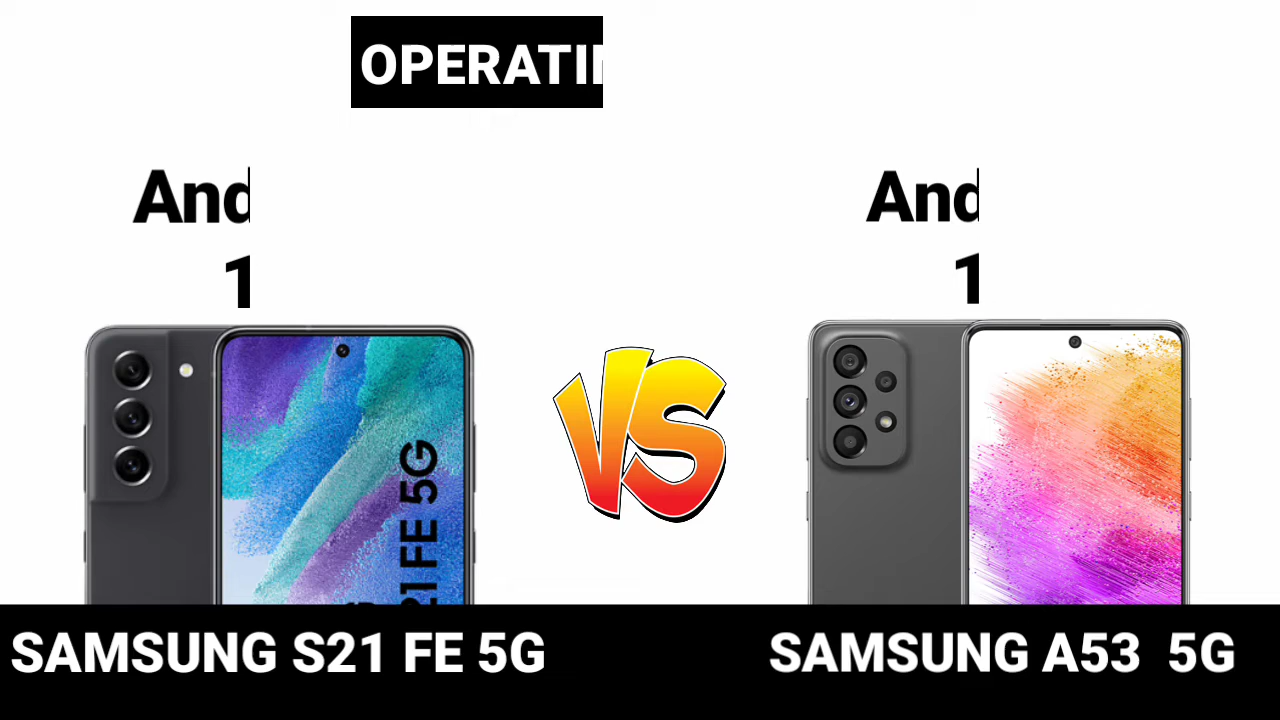 OPERATI
And
1
And
1
VS
21 FE 5G
SAMSUNG S21 FE 5G
SAMSUNG A53 5G